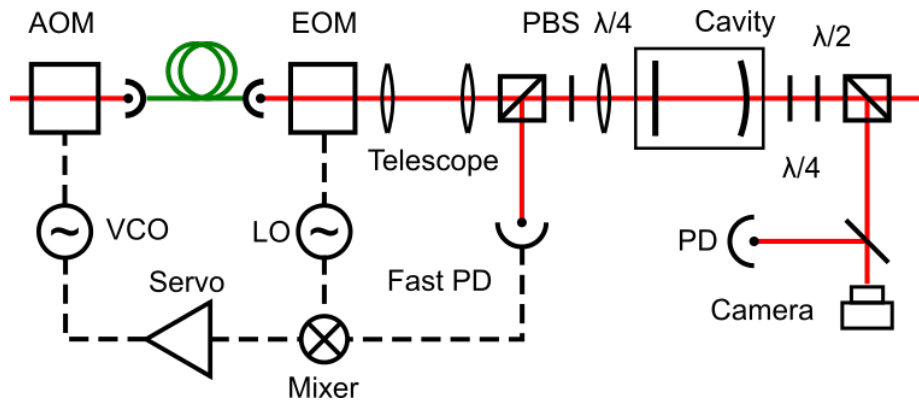 AOM
EOM
PBS λ/4
Cavity
λ/2
Telescope
λ/4
VCO
LO
PD
Servo
Fast PD
Camera
Mixer